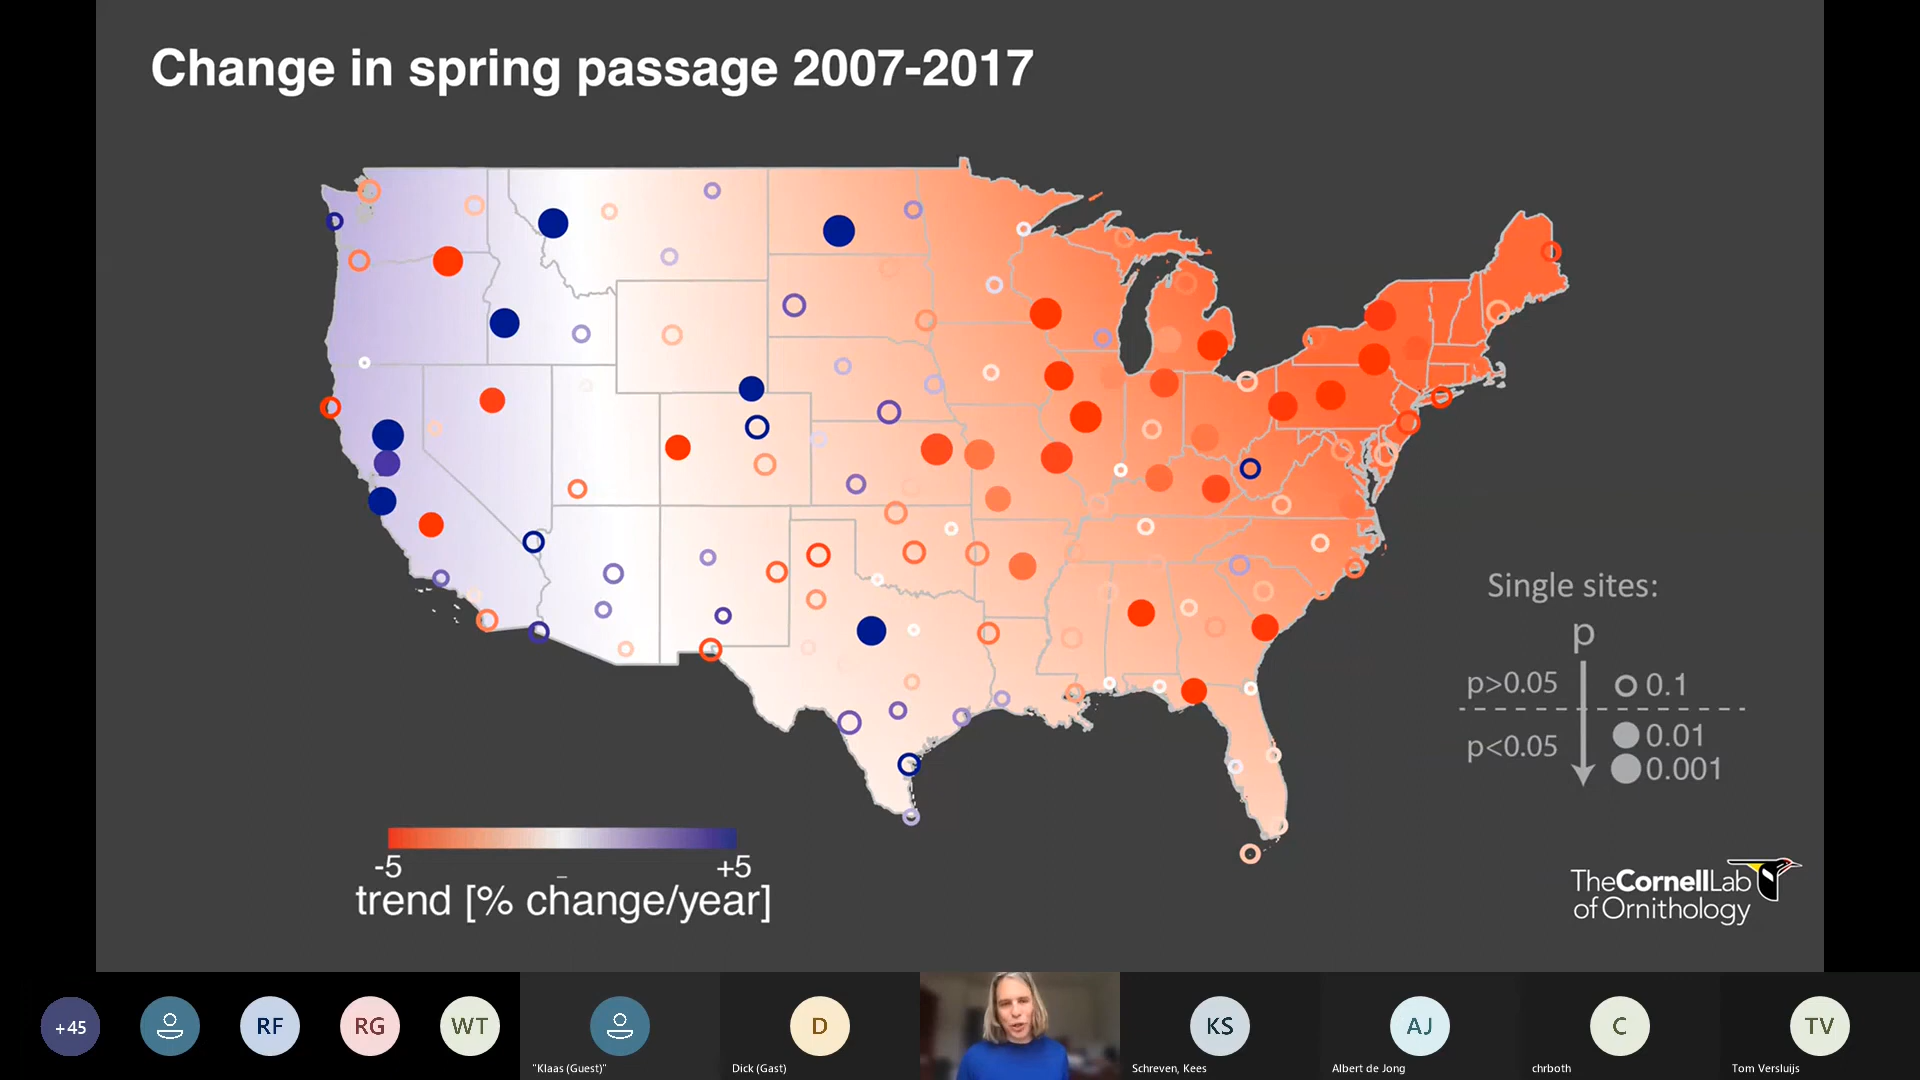 Change in spring passage 2007-2017
Single sites:
p
p>0.05
0.1
p<0.05
0.01
0.001
-5
+5
trend [% change/year]
TheCornellLab
of Ornithology
+45
RF
RG
WT
"Klaas (Guest)"
D
Dick (Gast)
KS
Schreven, Kees
AJ
Albert de Jong
C
chrboth
TV
Tom Versluijs